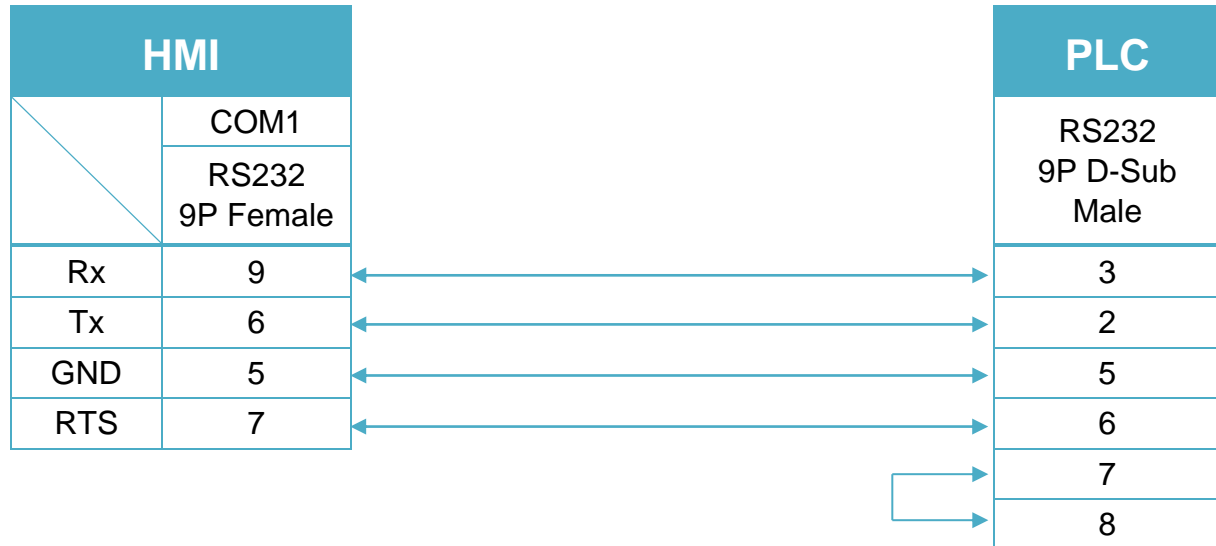 HMI
PLC
COM1
RS232
9P Female
RS232
9P D-Sub
Male
Rx 9 3
Tx 6 2
GND 5 5
RTS 7 6
7
8